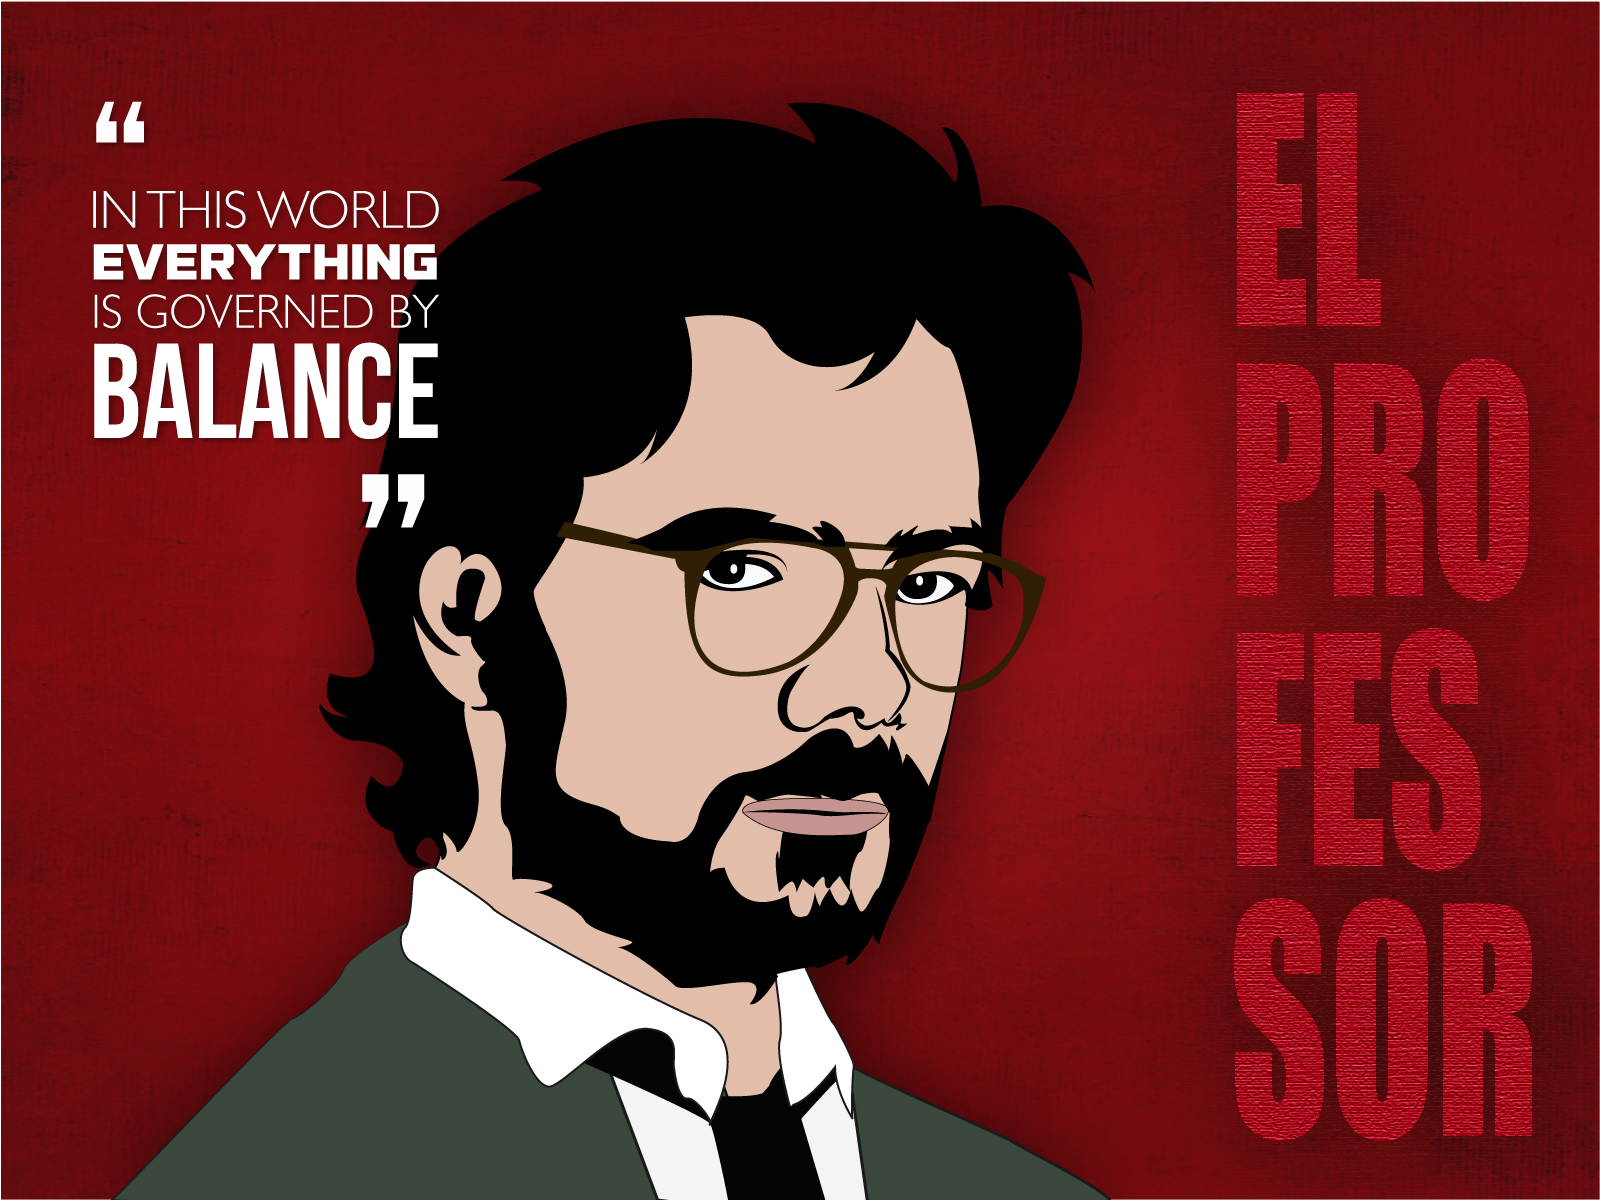 “
IN THIS WORLD
EVERYTHING
IS GOVERNED BY
BALANCE
”
EL
PRO
FES
SOR